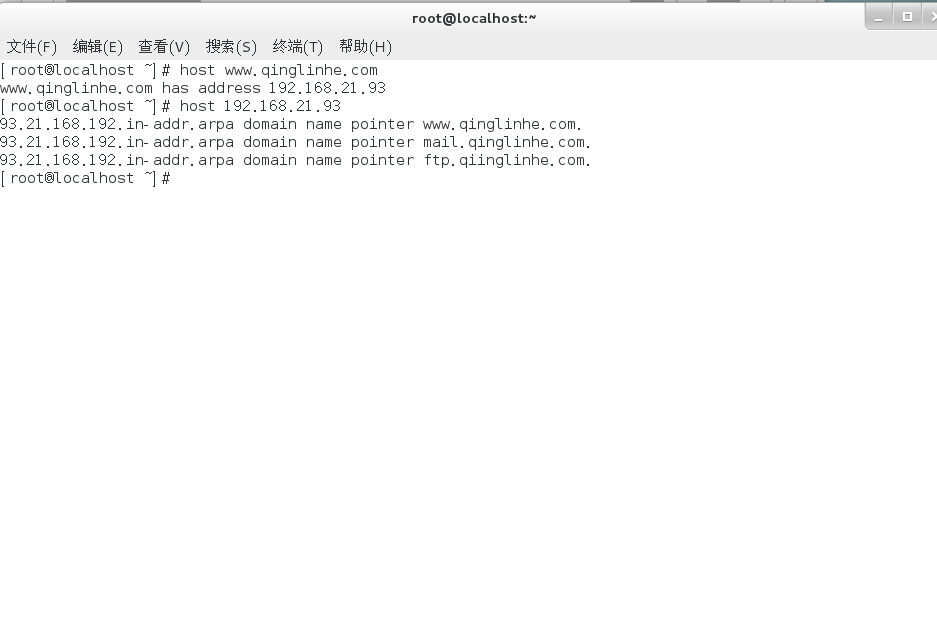 root@localhost:~
文件(F) 编辑(E) 查看(V) 搜索(S) 终端(T) 帮助(H)
[root@localhost ~]# host www.qinglinhe.com
www.qinglinhe.com has address 192.168.21.93
[root@localhost ~]# host 192.168.21.93
93.21.168.192.in-addr.arpa domain name pointer www.qinglinhe.com.
93.21.168.192.in-addr.arpa domain name pointer mail.qinglinhe.com.
93.21.168.192.in-addr.arpa domain name pointer ftp.qiinglinhe.com.
[root@localhost ~]#